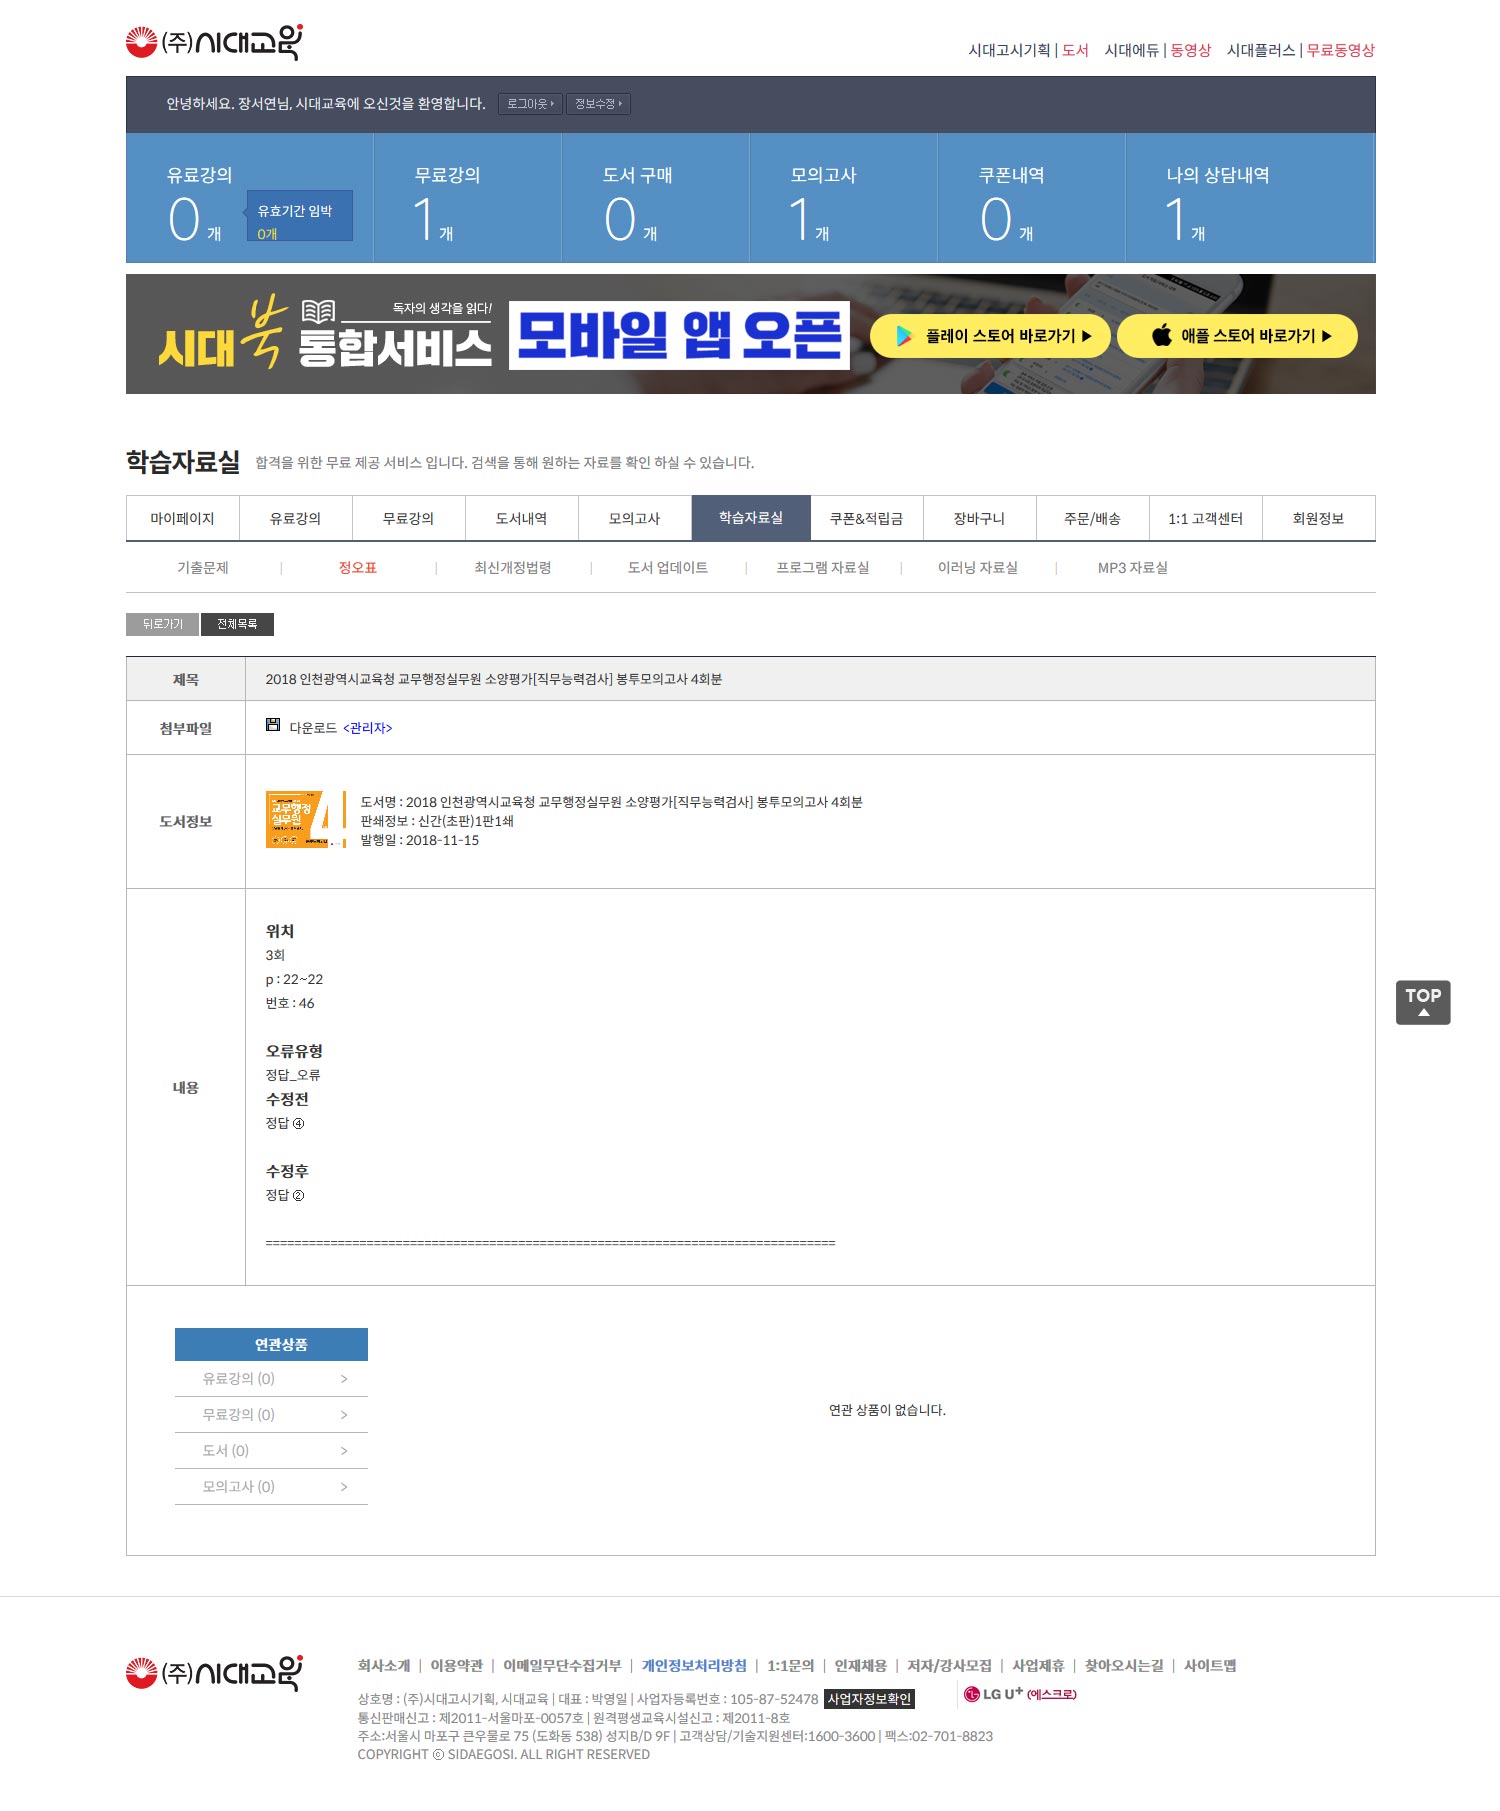 (주)시대교육
시대고시기획 | 도서 시대에듀 | 동영상 시대플러스 | 무료동영상
안녕하세요. 장서연님, 시대교육에 오신것을 환영합니다. 로그아웃 정보수정
유료강의 무료강의 도서 구매 모의고사 쿠폰내역 나의 상담내역
0 개 유효기간 임박 0개 1 개 0 개 1 개 0 개 1 개
시대북 통합서비스 독자의 생각을 읽다! 모바일 앱 오픈 플레이 스토어 바로가기 ▶ 애플 스토어 바로가기 ▶
학습자료실 합격을 위한 무료 제공 서비스 입니다. 검색을 통해 원하는 자료를 확인 하실 수 있습니다.
마이페이지 유료강의 무료강의 도서내역 모의고사 학습자료실 쿠폰&적립금 장바구니 주문/배송 1:1 고객센터 회원정보
기출문제 | 정오표 | 최신개정법령 | 도서 업데이트 | 프로그램 자료실 | 이러닝 자료실 | MP3 자료실
뒤로가기 전체목록
제목 2018 인천광역시교육청 교무행정실무원 소양평가[직무능력검사] 봉투모의고사 4회분
첨부파일 다운로드 <관리자>
교무행정
실무원
4
도서명 : 2018 인천광역시교육청 교무행정실무원 소양평가[직무능력검사] 봉투모의고사 4회분
도서정보 판쇄정보 : 신간(초판)1판1쇄
발행일 : 2018-11-15
위치
3회
p : 22~22
번호 : 46
오류유형
정답_오류
내용
수정전
정답 ④
수정후
정답 ②
===============================================================================
연관상품
유료강의 (0) >
무료강의 (0) >
도서 (0) >
모의고사 (0) >
연관 상품이 없습니다.
TOP
(주)시대교육
회사소개 | 이용약관 | 이메일무단수집거부 | 개인정보처리방침 | 1:1문의 | 인재채용 | 저자/강사모집 | 사업제휴 | 찾아오시는길 | 사이트맵
상호명 : (주)시대고시기획, 시대교육 | 대표 : 박영일 | 사업자등록번호 : 105-87-52478 사업자정보확인 LG U+ (에스크로)
통신판매신고 : 제2011-서울마포-0057호 | 원격평생교육시설신고 : 제2011-8호
주소:서울시 마포구 큰우물로 75 (도화동 538) 성지B/D 9F | 고객상담/기술지원센터:1600-3600 | 팩스:02-701-8823
COPYRIGHT ⓒ SIDAEGOSI. ALL RIGHT RESERVED